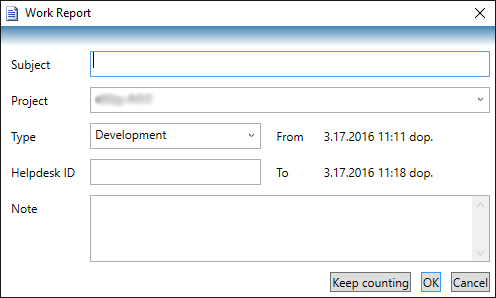 Work Report
Subject
Project
Type Development From 3.17.2016 11:11 dop.
Helpdesk ID To 3.17.2016 11:18 dop.
Note
Keep counting OK Cancel